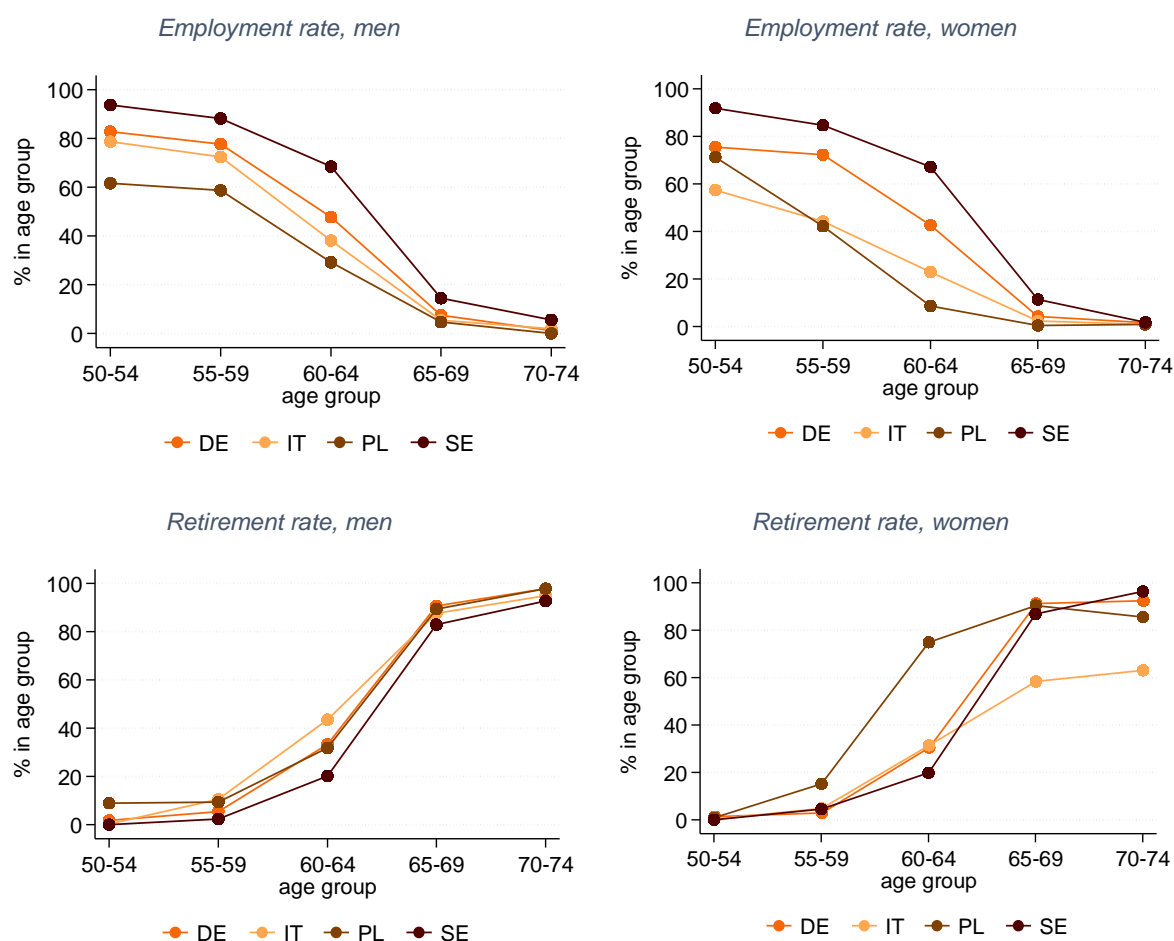 Employment rate, men
% in age group
100
80
60
40
20
0
50-54 55-59 60-64 65-69 70-74
age group
DE IT PL SE
Employment rate, women
% in age group
100
80
60
40
20
0
50-54 55-59 60-64 65-69 70-74
age group
DE IT PL SE
Retirement rate, men
% in age group
100
80
60
40
20
0
50-54 55-59 60-64 65-69 70-74
age group
DE IT PL SE
Retirement rate, women
% in age group
100
80
60
40
20
0
50-54 55-59 60-64 65-69 70-74
age group
DE IT PL SE